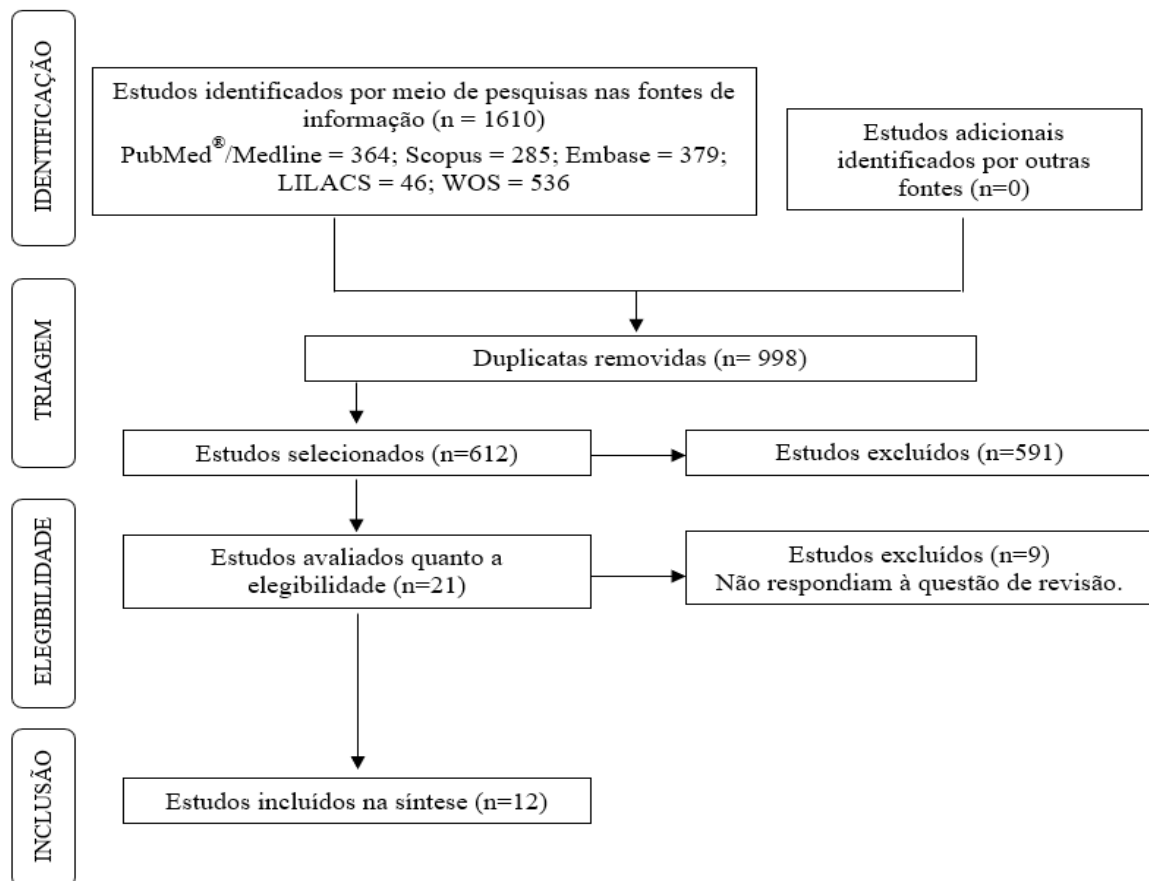 IDENTIFICAÇÃO
Estudos identificados por meio de pesquisas nas fontes de
informação (n = 1610)
PubMed®/Medline = 364; Scopus = 285; Embase = 379;
LILACS = 46; WOS = 536
Estudos adicionais
identificados por outras
fontes (n=0)
TRIAGEM
Duplicatas removidas (n= 998)
Estudos selecionados (n=612)
Estudos excluídos (n=591)
ELEGIBILIDADE
Estudos avaliados quanto a
elegibilidade (n=21)
Estudos excluídos (n=9)
Não respondiam à questão de revisão.
INCLUSÃO
Estudos incluídos na síntese (n=12)